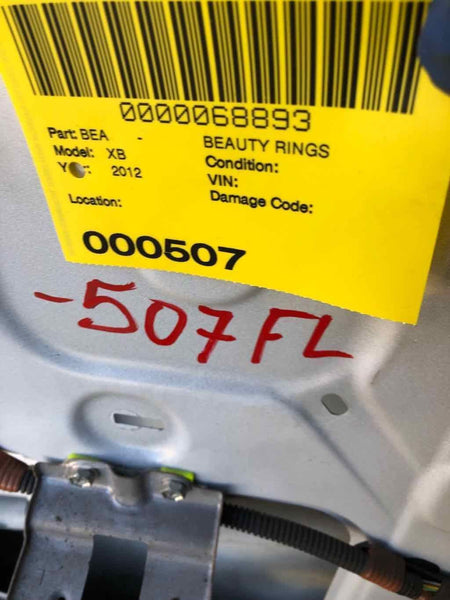 0000068893
Part: BEA - BEAUTY RINGS
Model: XB Condition:
2012 VIN:
Location: Damage Code:
000507
-507FL